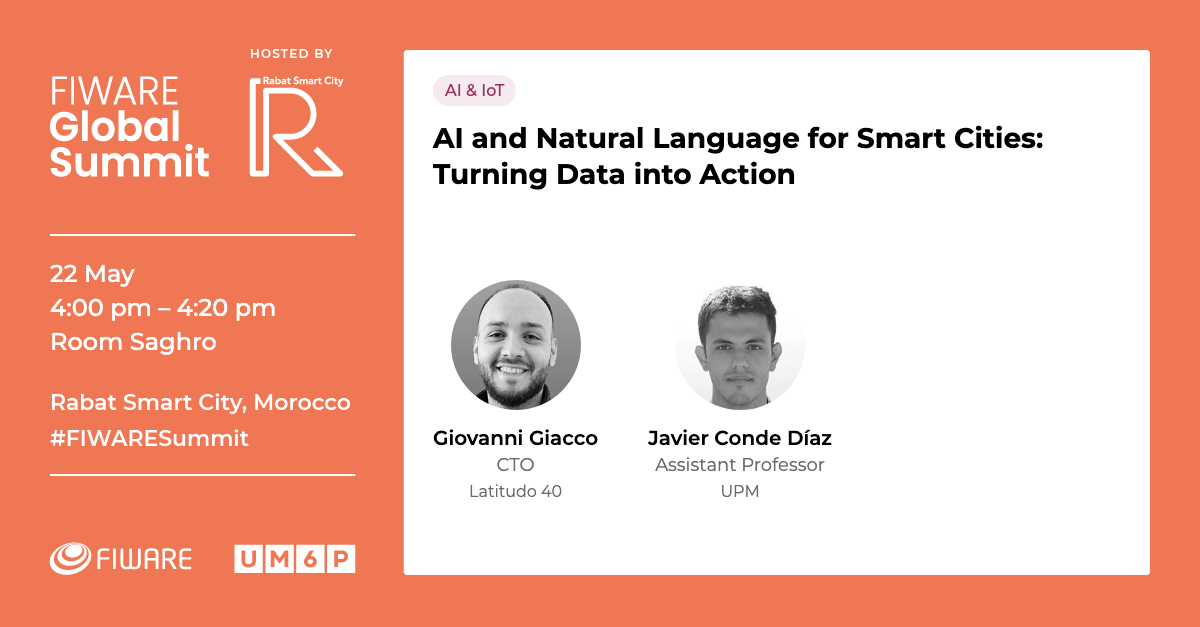 HOSTED BY
FIWARE
Global
Summit
Rabat Smart City
R
22 May
4:00 pm – 4:20 pm
Room Saghro
Rabat Smart City, Morocco
#FIWARESummit
FIWARE
UM6P
AI & IoT
AI and Natural Language for Smart Cities:
Turning Data into Action
Giovanni Giacco
CTO
Latitudo 40
Javier Conde Díaz
Assistant Professor
UPM